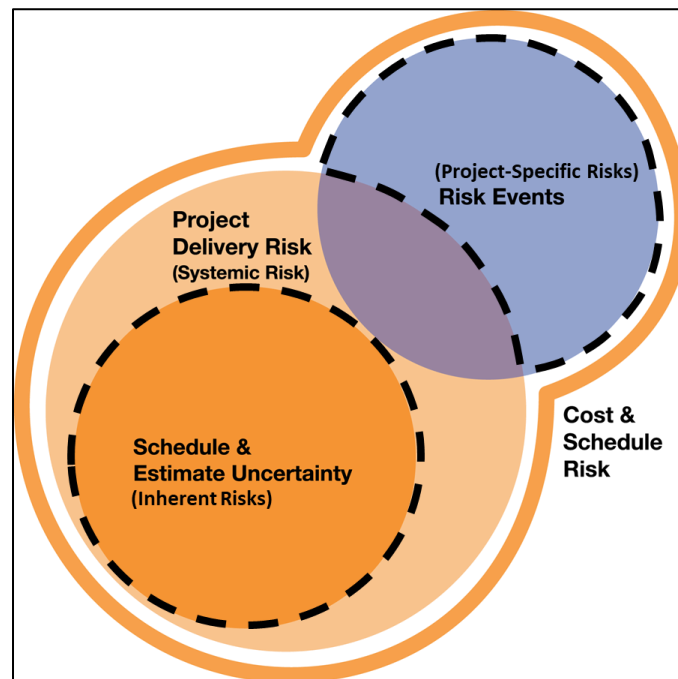 (Project-Specific Risks)
Risk Events
Project
Delivery Risk
(Systemic Risk)
Cost &
Schedule
Risk
Schedule &
Estimate Uncertainty
(Inherent Risks)